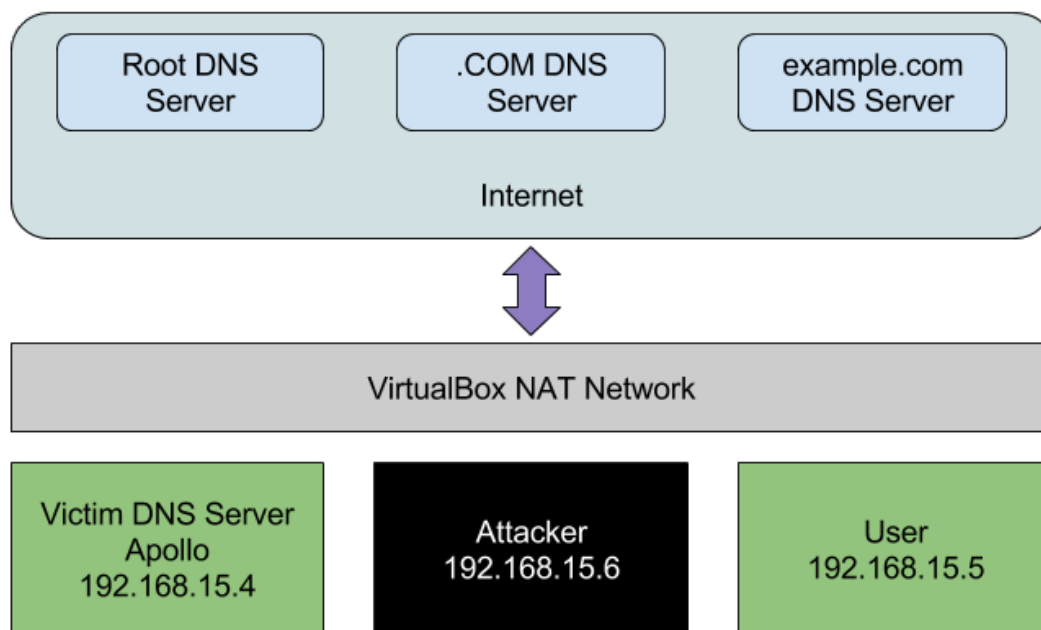 Root DNS
Server
.COM DNS
Server
example.com
DNS Server
Internet
VirtualBox NAT Network
Victim DNS Server
Apollo
192.168.15.4
Attacker
192.168.15.6
User
192.168.15.5